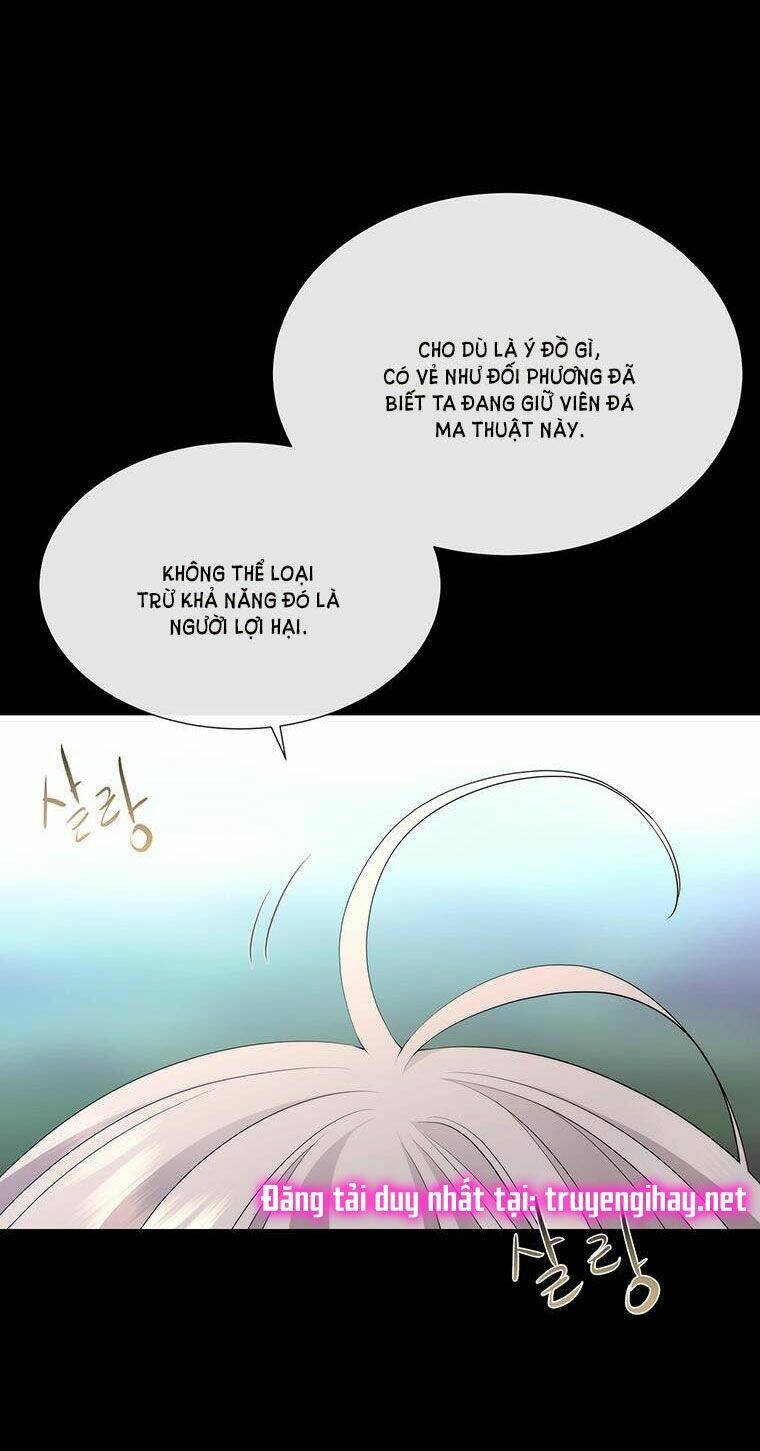 CHO DÙ LÀ Ý ĐỒ GÌ,
CÓ VẺ NHƯ ĐỐI PHƯƠNG ĐÃ
BIẾT TA ĐANG GIỮ VIÊN ĐÁ
MA THUẬT NÀY.
KHÔNG THỂ LOẠI
TRỪ KHẢ NĂNG ĐÓ LÀ
NGƯỜI LỢI HẠI.
살랑
Đăng tải duy nhất tại: truyengihay.net
살랑